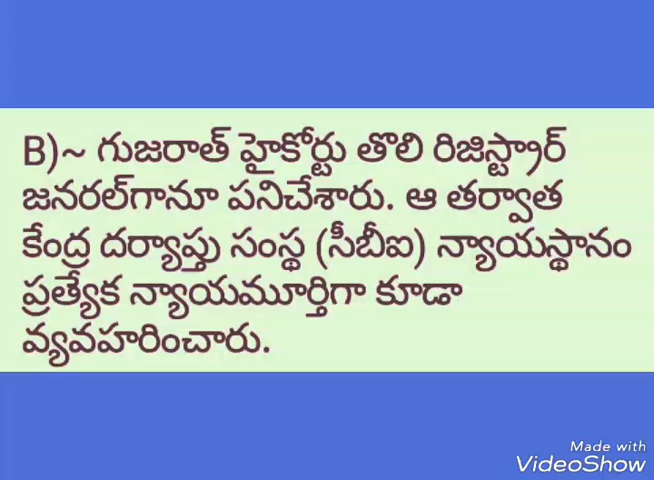 B)~ గుజరాత్ హైకోర్టు తొలి రిజిస్ట్రార్
జనరల్‌గానూ పనిచేశారు. ఆ తర్వాత
కేంద్ర దర్యాప్తు సంస్థ (సీబీఐ) న్యాయస్థానం
ప్రత్యేక న్యాయమూర్తిగా కూడా
వ్యవహరించారు.
Made with
VideoShow